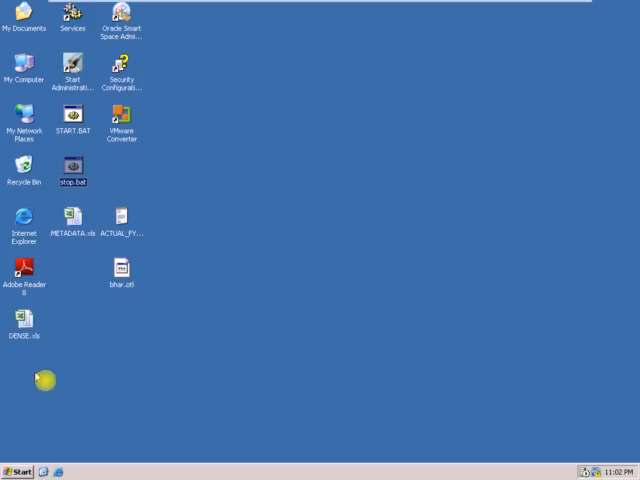 My Documents
Services
Oracle Smart
Space Admi...
My Computer
Start
Administrati...
Security
Configurati...
My Network
Places
START.BAT
VMware
Converter
Recycle Bin
stop.bat
Internet
Explorer
METADATA.xls
ACTUAL_FY...
Adobe Reader
8
bhar.otl
DENSE.xls
Start
11:02 PM